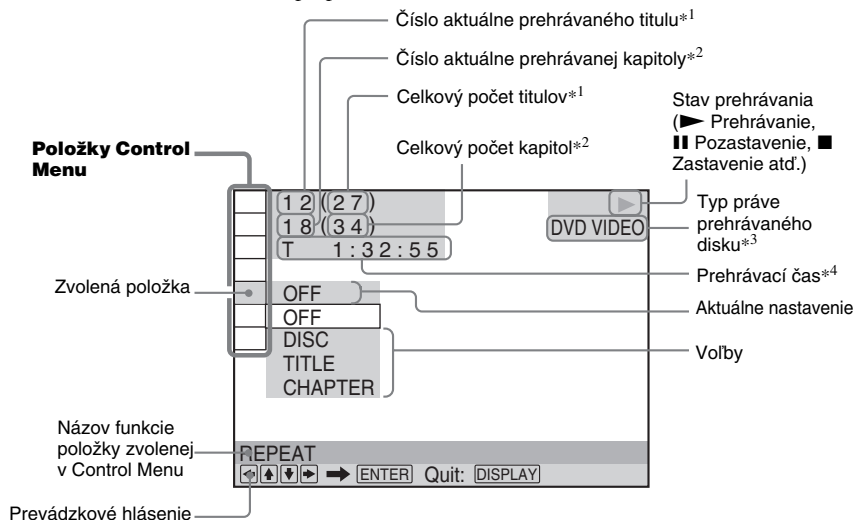 Číslo aktuálne prehrávaného titulu*1
Číslo aktuálne prehrávanej kapitoly*2
Celkový počet titulov*1
Celkový počet kapitol*2
Stav prehrávania
(► Prehrávanie,
II Pozastavenie, ■
Zastavenie atď.)
Položky Control
Menu
12(27)
18(34)
T 1:32:55
DVD VIDEO
Typ práve
prehrávaného
disku*3
Prehrávací čas*4
Zvolená položka
OFF
Aktuálne nastavenie
OFF
DISC
TITLE
CHAPTER
Voľby
Názov funkcie
položky zvolenej
v Control Menu
REPEAT
ENTER Quit: DISPLAY
Prevádzkové hlásenie